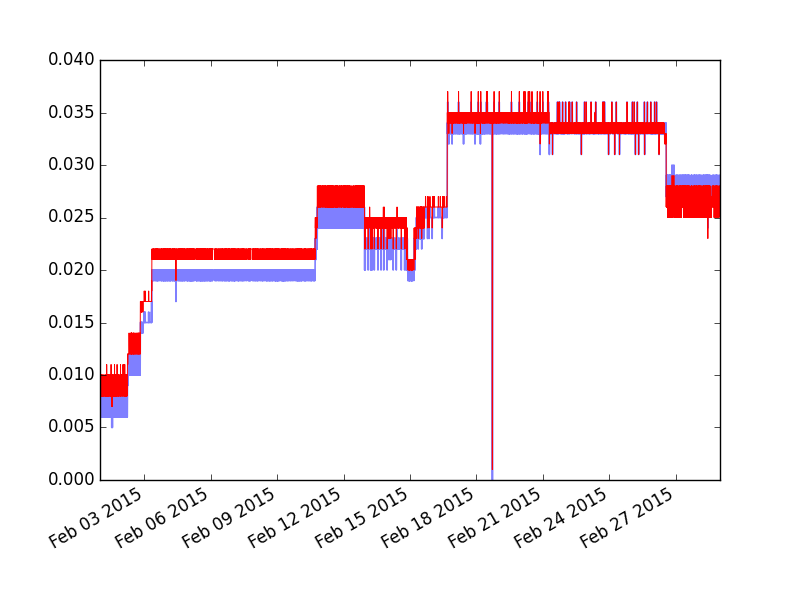 0.040
0.035
0.030
0.025
0.020
0.015
0.010
0.005
0.000
Feb 03 2015
Feb 06 2015
Feb 09 2015
Feb 12 2015
Feb 15 2015
Feb 18 2015
Feb 21 2015
Feb 24 2015
Feb 27 2015